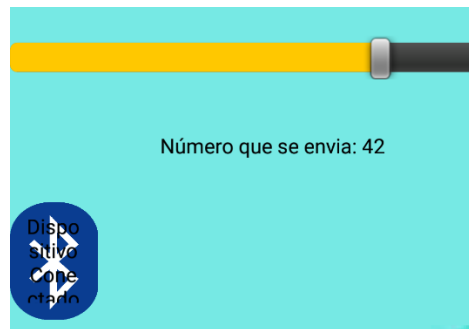 Número que se envia: 42
Dispo
sitivo
Cone
ctado